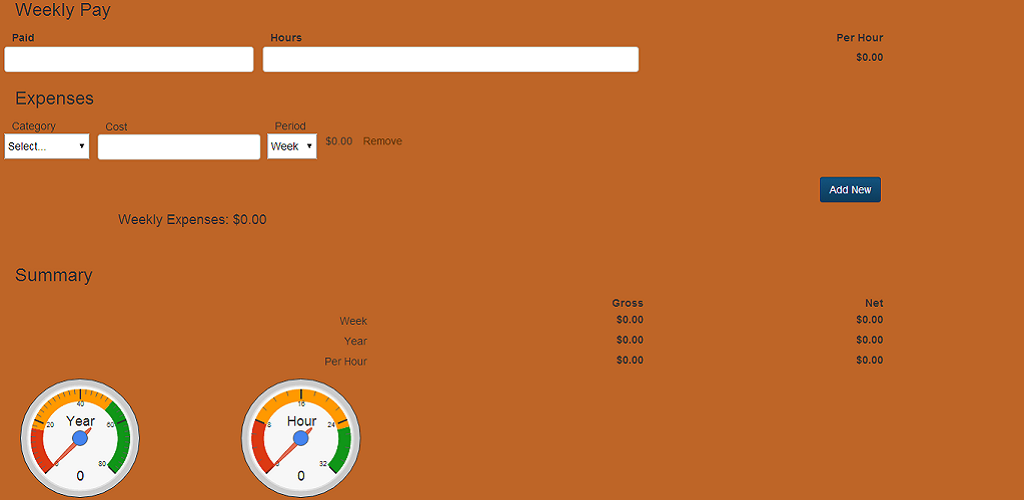 Weekly Pay
Paid Hours Per Hour
$0.00
Expenses
Category Cost Period
Select... Week $0.00 Remove
Add New
Weekly Expenses: $0.00
Summary
Gross Net
Week $0.00 $0.00
Year $0.00 $0.00
Per Hour $0.00 $0.00
40 16
Year Hour
20 60 8 24
0 80 0 32
0 0